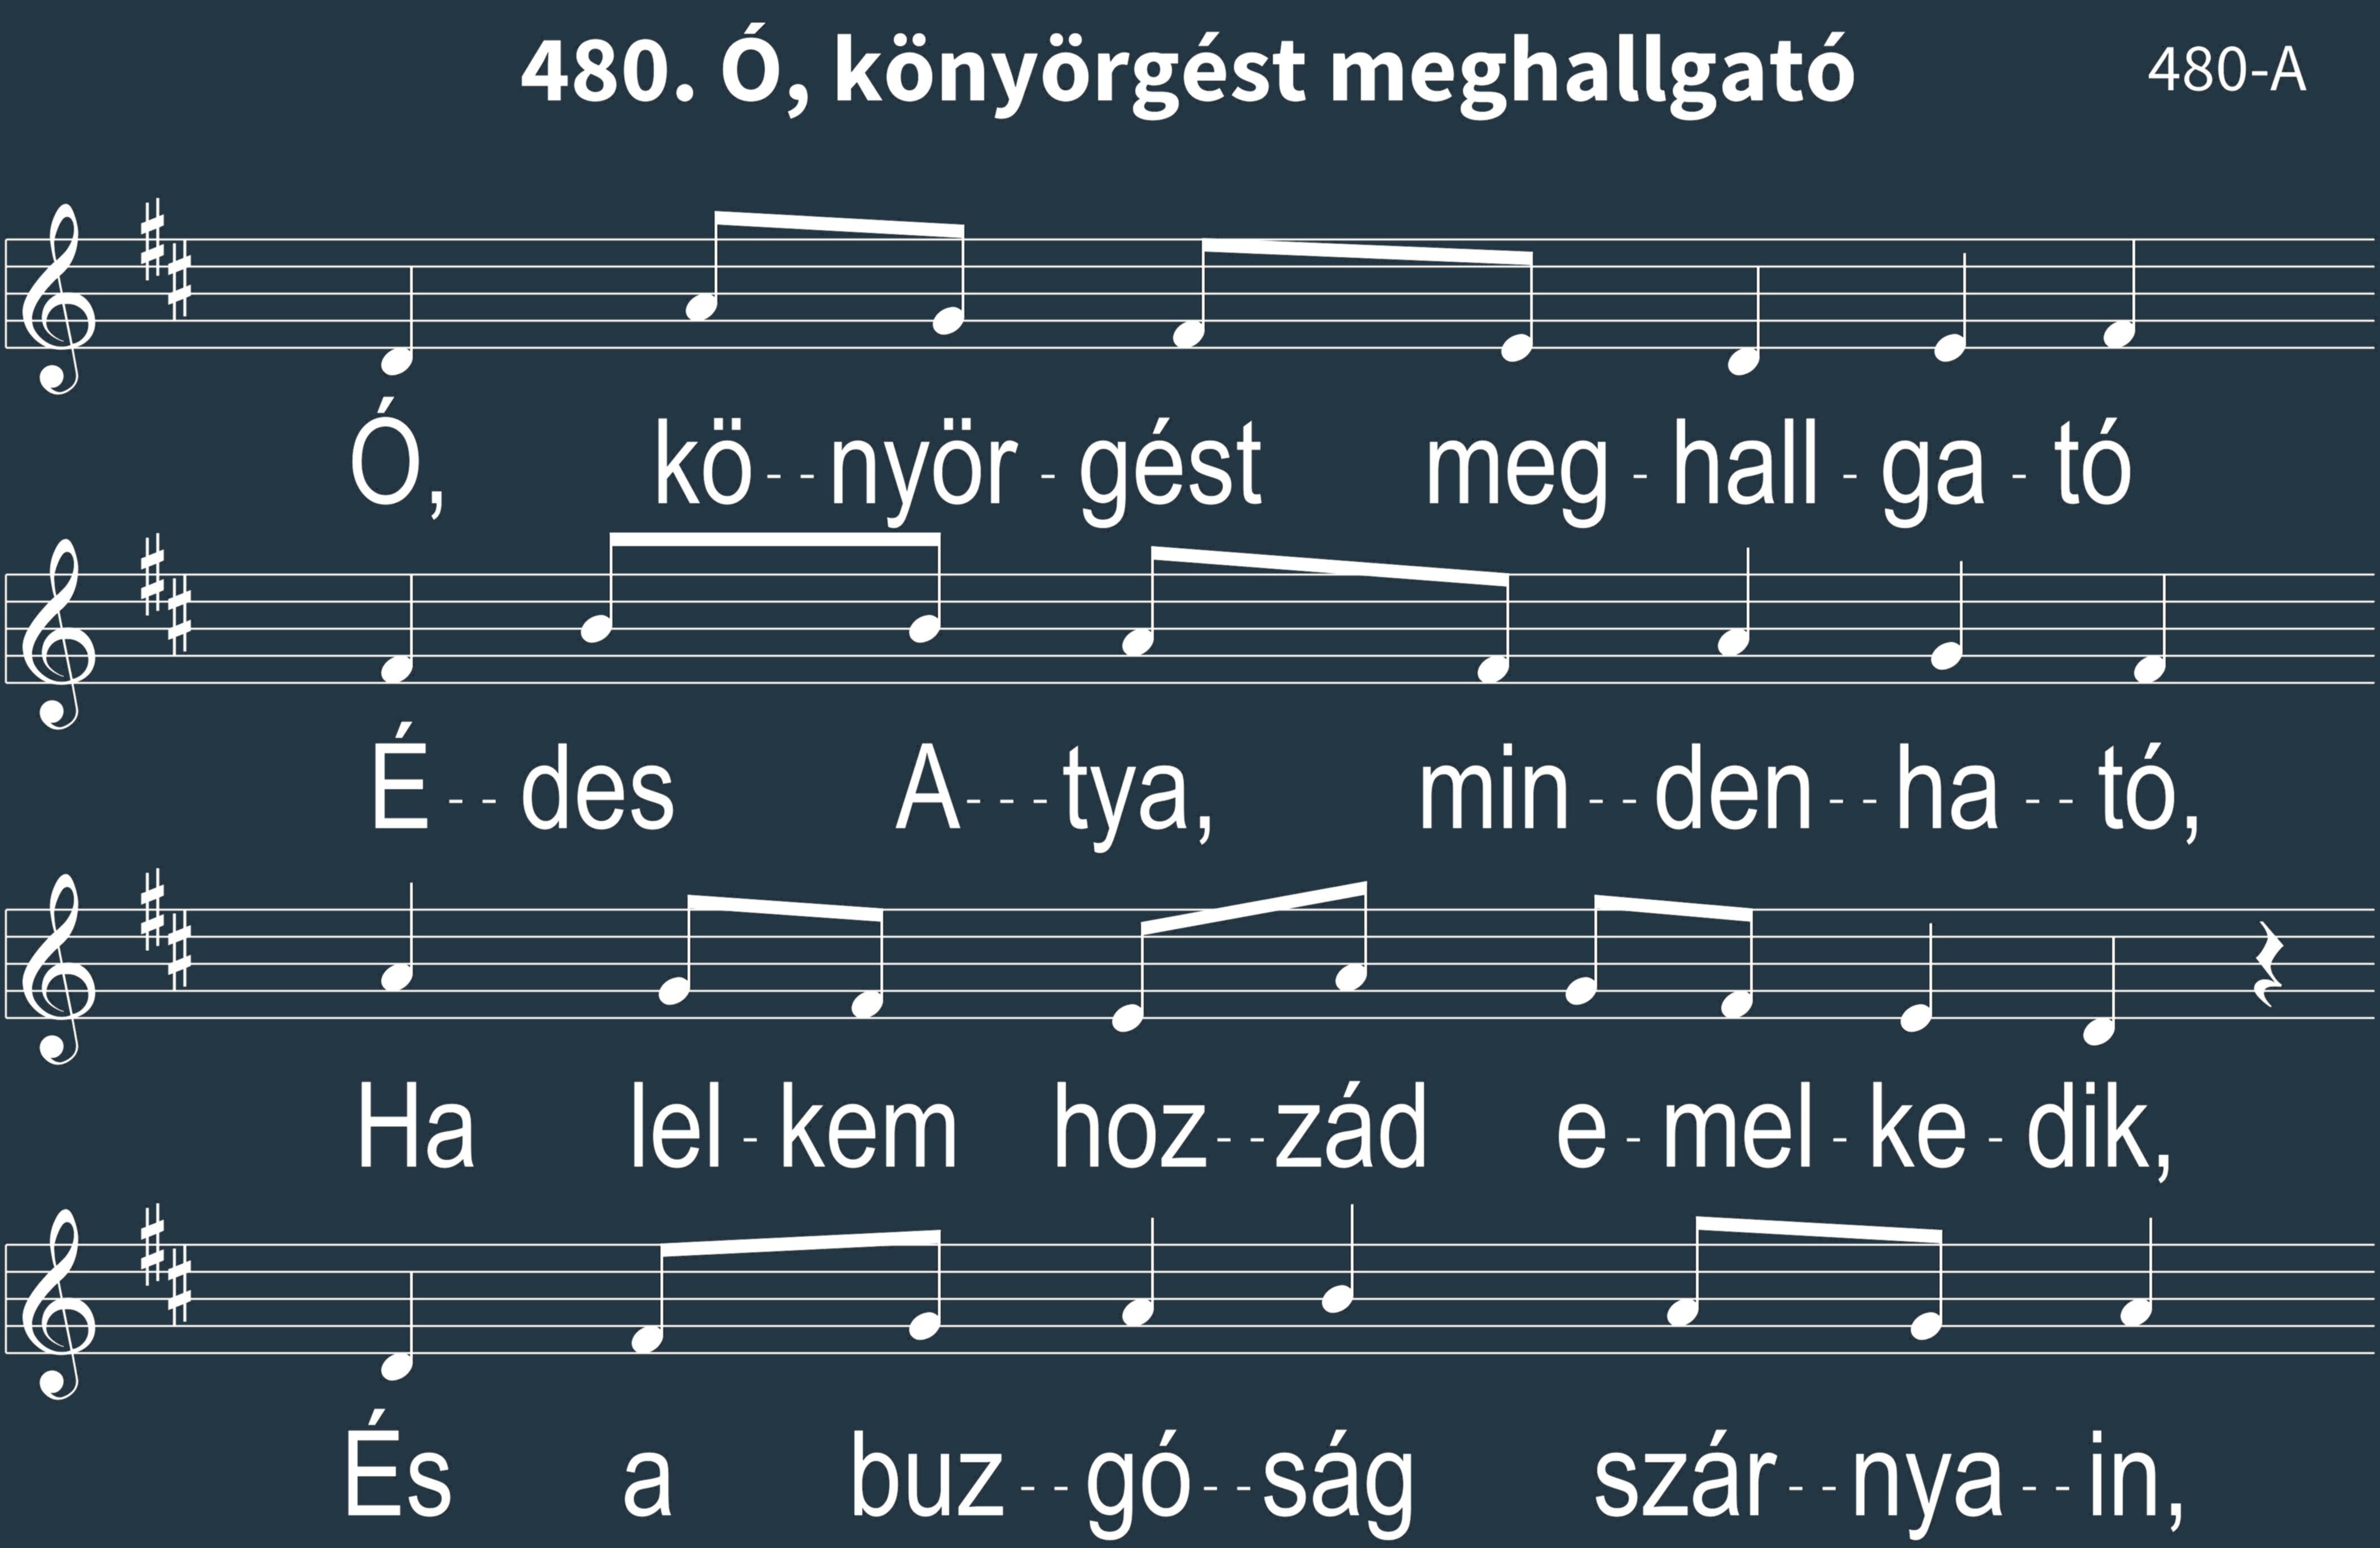 480. Ó, könyörgést meghallgató
480-A
Ó, kö--nyör-gést meg-hall-ga-tó
É--des A---tya, min--den--ha--tó,
Ha lel-kem hoz--zád e-mel-ke-dik,
És a buz--gó--ság szár--nya--in,